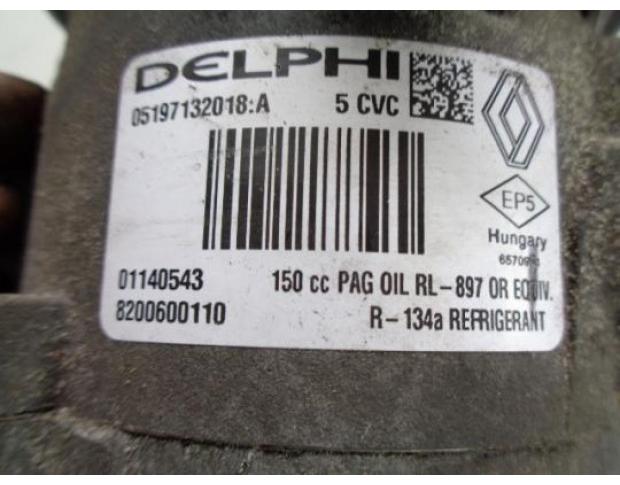 DELPHI
05197132018:A 5 CVC
EP5
Hungary
01140543 150 cc PAG OIL RL-897 OR EQUIV.
8200600110 R-134a REFRIGERANT